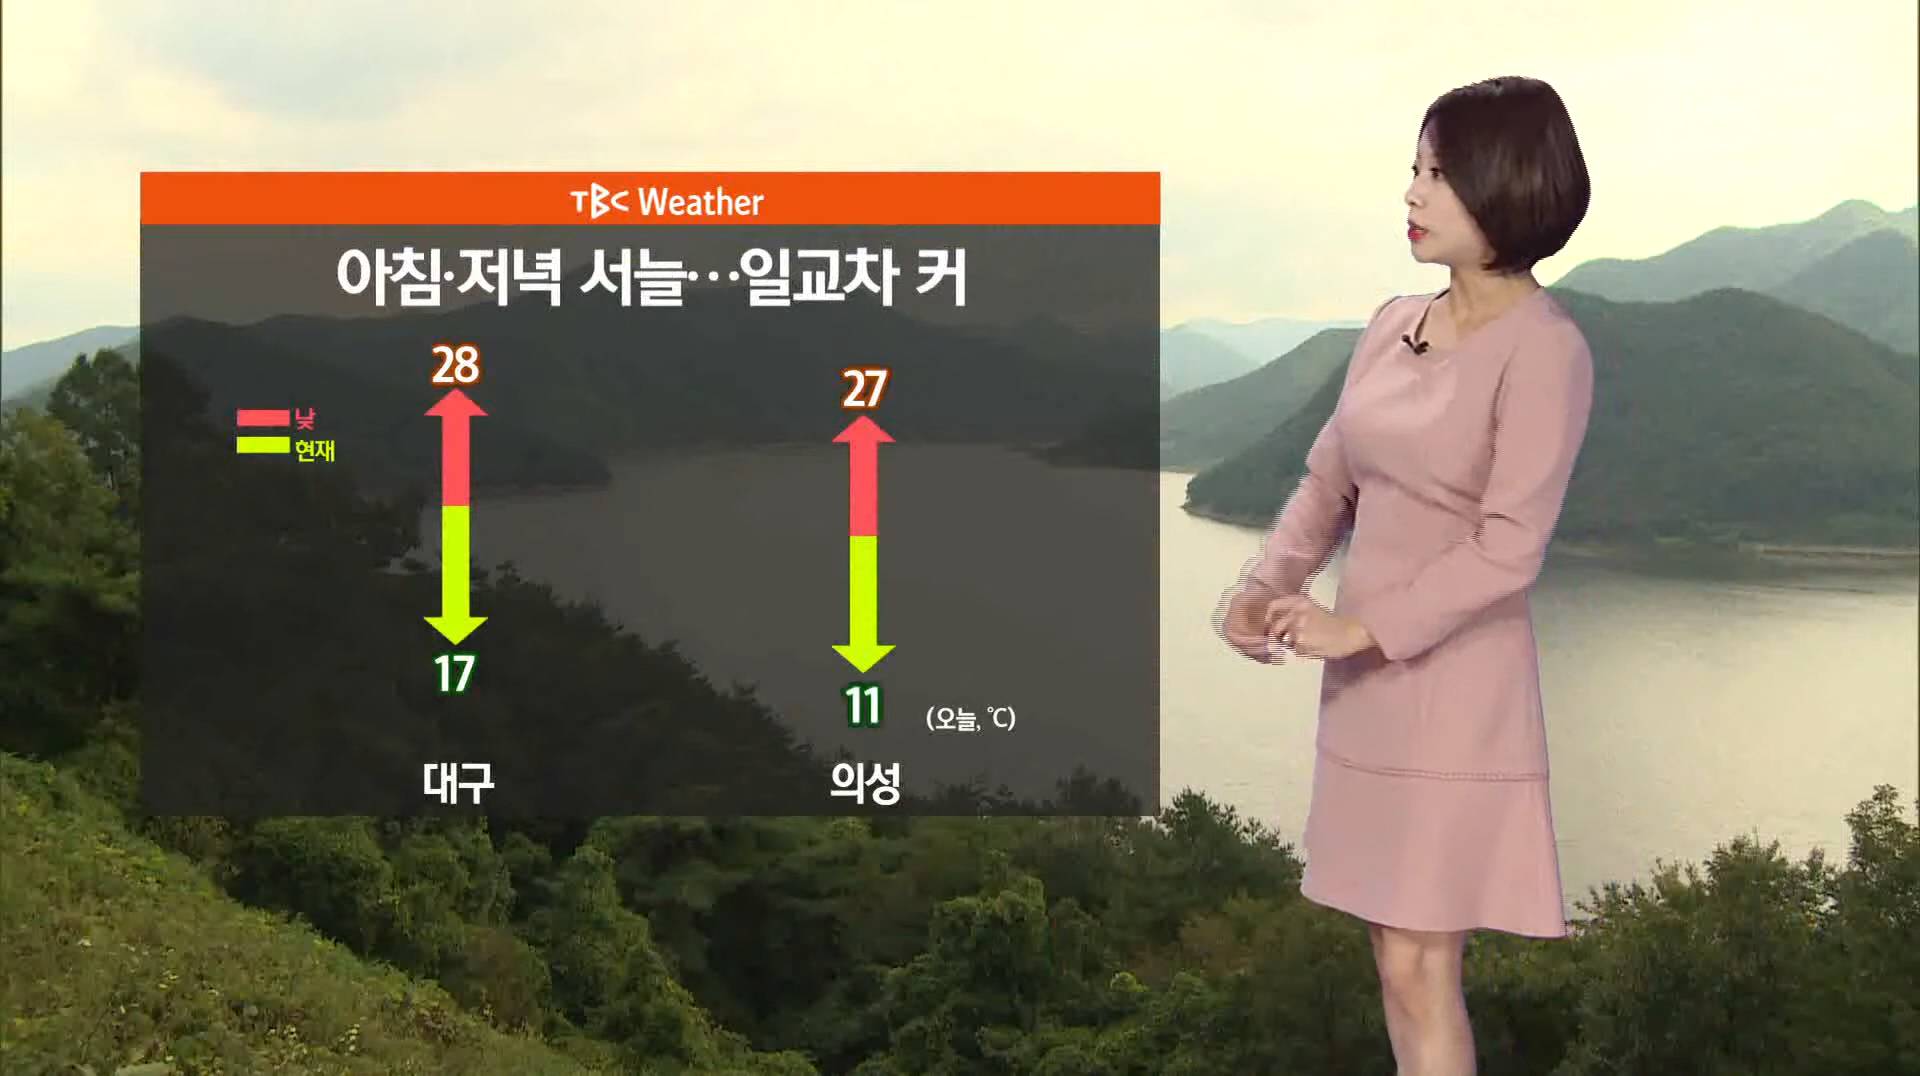 TBC Weather
아침·저녁 서늘…일교차 커
28
27
낮
현재
17
11
(오늘, ℃)
대구
의성